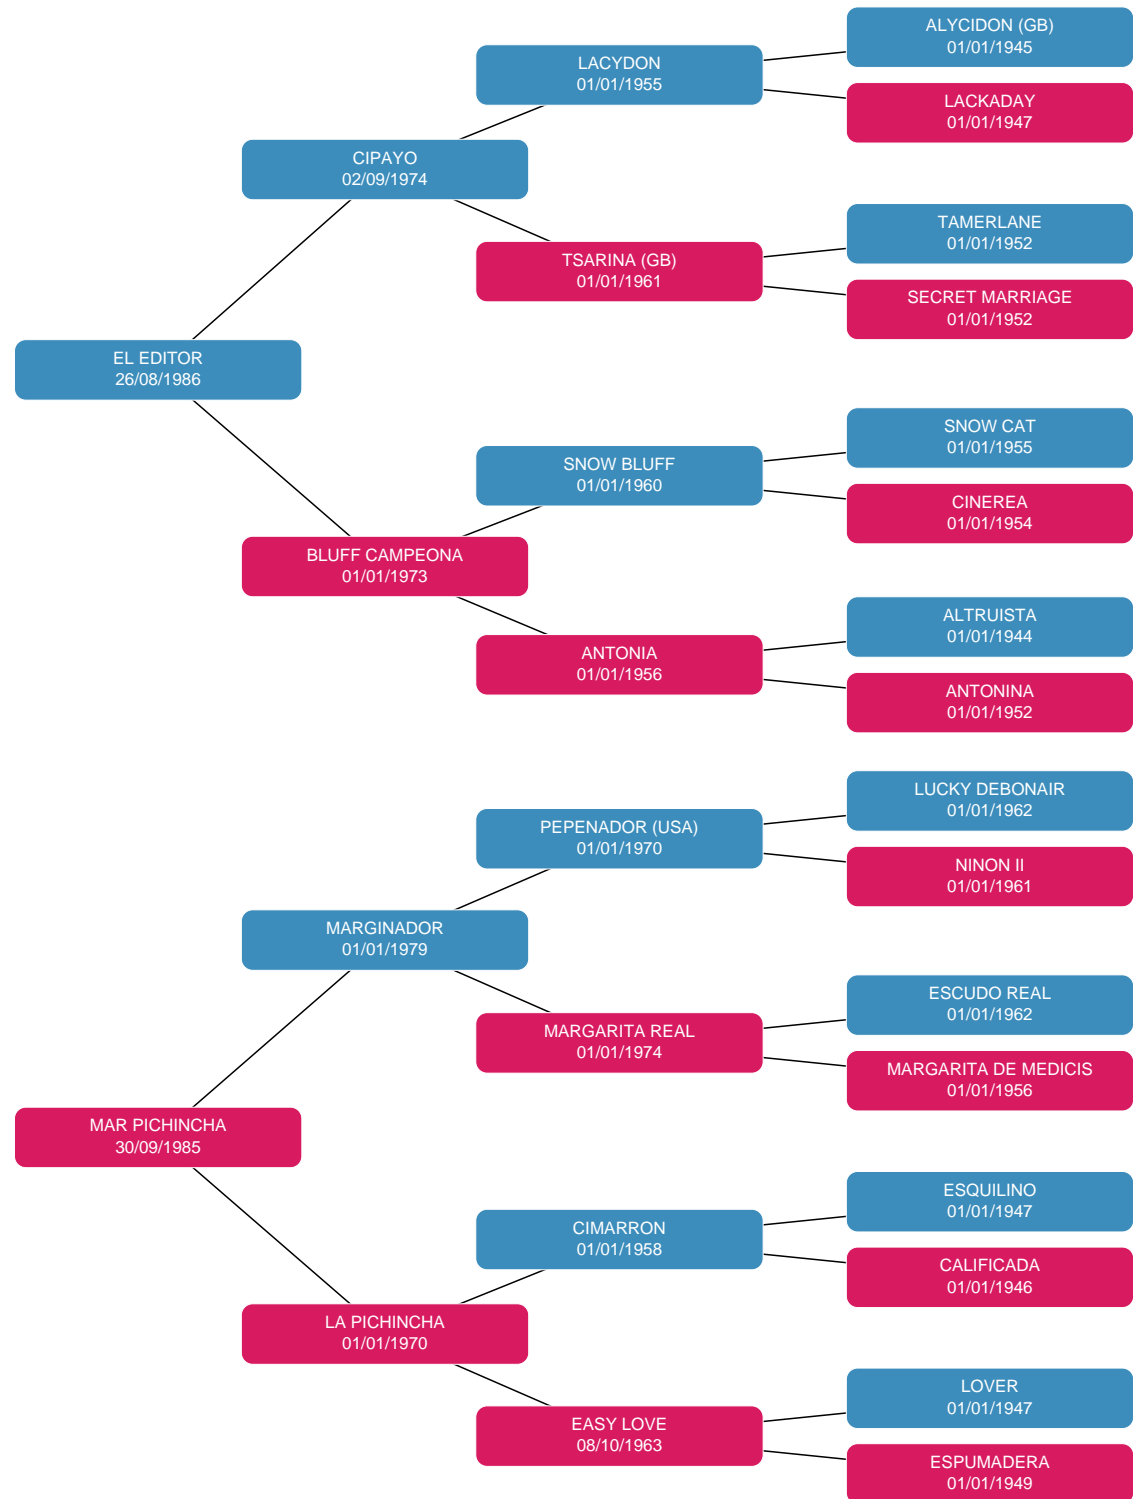 ALYCIDON (GB)
01/01/1945
LACYDON
01/01/1955
LACKADAY
01/01/1947
CIPAYO
02/09/1974
TAMERLANE
01/01/1952
TSARINA (GB)
01/01/1961
SECRET MARRIAGE
01/01/1952
EL EDITOR
26/08/1986
SNOW CAT
01/01/1955
SNOW BLUFF
01/01/1960
CINEREA
01/01/1954
BLUFF CAMPEONA
01/01/1973
ALTRUISTA
01/01/1944
ANTONIA
01/01/1956
ANTONINA
01/01/1952
LUCKY DEBONAIR
01/01/1962
PEPENADOR (USA)
01/01/1970
NINON II
01/01/1961
MARGINADOR
01/01/1979
ESCUDO REAL
01/01/1962
MARGARITA REAL
01/01/1974
MARGARITA DE MEDICIS
01/01/1956
MAR PICHINCHA
30/09/1985
ESQUILINO
01/01/1947
CIMARRON
01/01/1958
CALIFICADA
01/01/1946
LA PICHINCHA
01/01/1970
LOVER
01/01/1947
EASY LOVE
08/10/1963
ESPUMADERA
01/01/1949